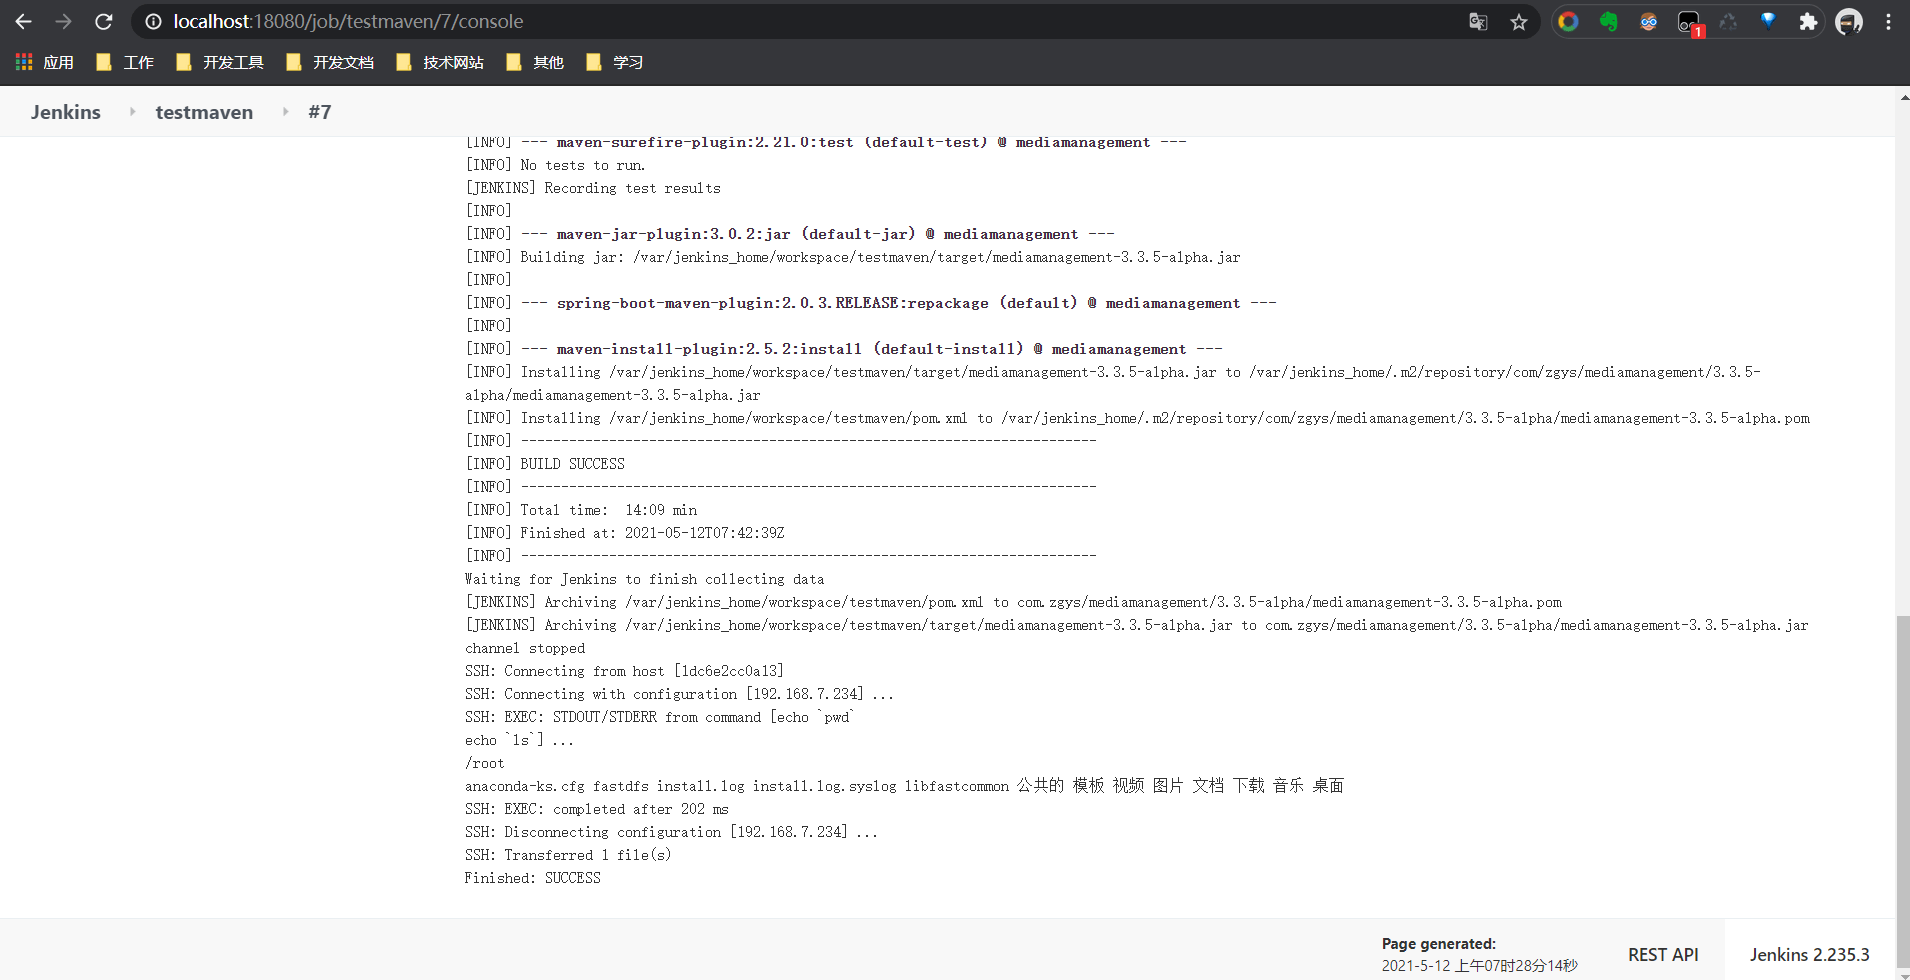 localhost:18080/job/testmaven/7/console
1
应用 工作 开发工具 开发文档 技术网站 其他 学习
Jenkins testmaven #7
[INFO] --- maven-surefire-plugin:2.21.0:test (default-test) @ mediamanagement ---
[INFO] No tests to run.
[JENKINS] Recording test results
[INFO]
[INFO] --- maven-jar-plugin:3.0.2:jar (default-jar) @ mediamanagement ---
[INFO] Building jar: /var/jenkins_home/workspace/testmaven/target/mediamanagement-3.3.5-alpha.jar
[INFO]
[INFO] --- spring-boot-maven-plugin:2.0.3.RELEASE:repackage (default) @ mediamanagement ---
[INFO]
[INFO] --- maven-install-plugin:2.5.2:install (default-install) @ mediamanagement ---
[INFO] Installing /var/jenkins_home/workspace/testmaven/target/mediamanagement-3.3.5-alpha.jar to /var/jenkins_home/.m2/repository/com/zgys/mediamanagement/3.3.5-
alpha/mediamanagement-3.3.5-alpha.jar
[INFO] Installing /var/jenkins_home/workspace/testmaven/pom.xml to /var/jenkins_home/.m2/repository/com/zgys/mediamanagement/3.3.5-alpha/mediamanagement-3.3.5-alpha.pom
[INFO] ------------------------------------------------------------------------
[INFO] BUILD SUCCESS
[INFO] ------------------------------------------------------------------------
[INFO] Total time:  14:09 min
[INFO] Finished at: 2021-05-12T07:42:39Z
[INFO] ------------------------------------------------------------------------
Waiting for Jenkins to finish collecting data
[JENKINS] Archiving /var/jenkins_home/workspace/testmaven/pom.xml to com.zgys/mediamanagement/3.3.5-alpha/mediamanagement-3.3.5-alpha.pom
[JENKINS] Archiving /var/jenkins_home/workspace/testmaven/target/mediamanagement-3.3.5-alpha.jar to com.zgys/mediamanagement/3.3.5-alpha/mediamanagement-3.3.5-alpha.jar
channel stopped
SSH: Connecting from host [1dc6e2cc0a13]
SSH: Connecting with configuration [192.168.7.234] ...
SSH: EXEC: STDOUT/STDERR from command [echo `pwd`
echo `ls`] ...
/root
anaconda-ks.cfg fastdfs install.log install.log.syslog libfastcommon 公共的 模板 视频 图片 文档 下载 音乐 桌面
SSH: EXEC: completed after 202 ms
SSH: Disconnecting configuration [192.168.7.234] ...
SSH: Transferred 1 file(s)
Finished: SUCCESS
Page generated:
2021-5-12 上午07时28分14秒
REST API
Jenkins 2.235.3